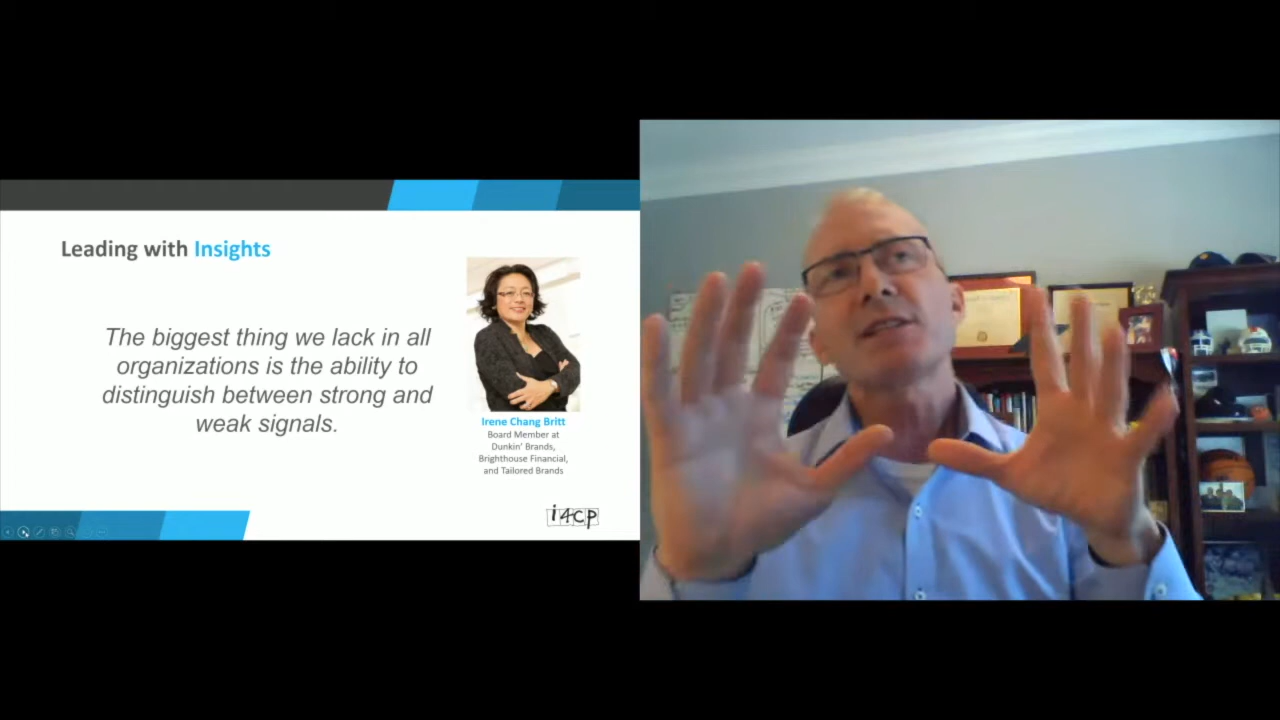 Leading with Insights
The biggest thing we lack in all
organizations is the ability to
distinguish between strong and
weak signals.
Irene Chang Britt
Board Member at
Dunkin' Brands,
Brighthouse Financial,
and Tailored Brands
i4cp